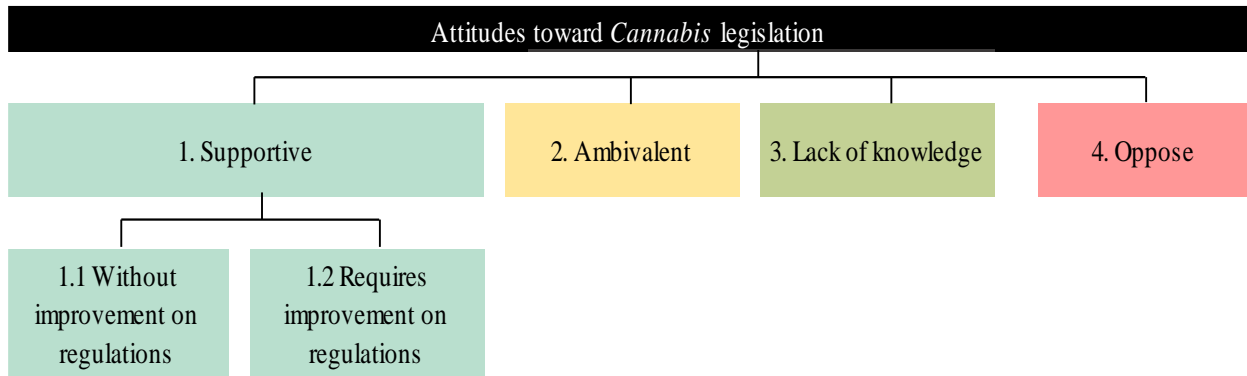 Attitudes toward Cannabis legislation
1. Supportive
2. Ambivalent
3. Lack of knowledge
4. Oppose
1.1 Without
improvement on
regulations
1.2 Requires
improvement on
regulations